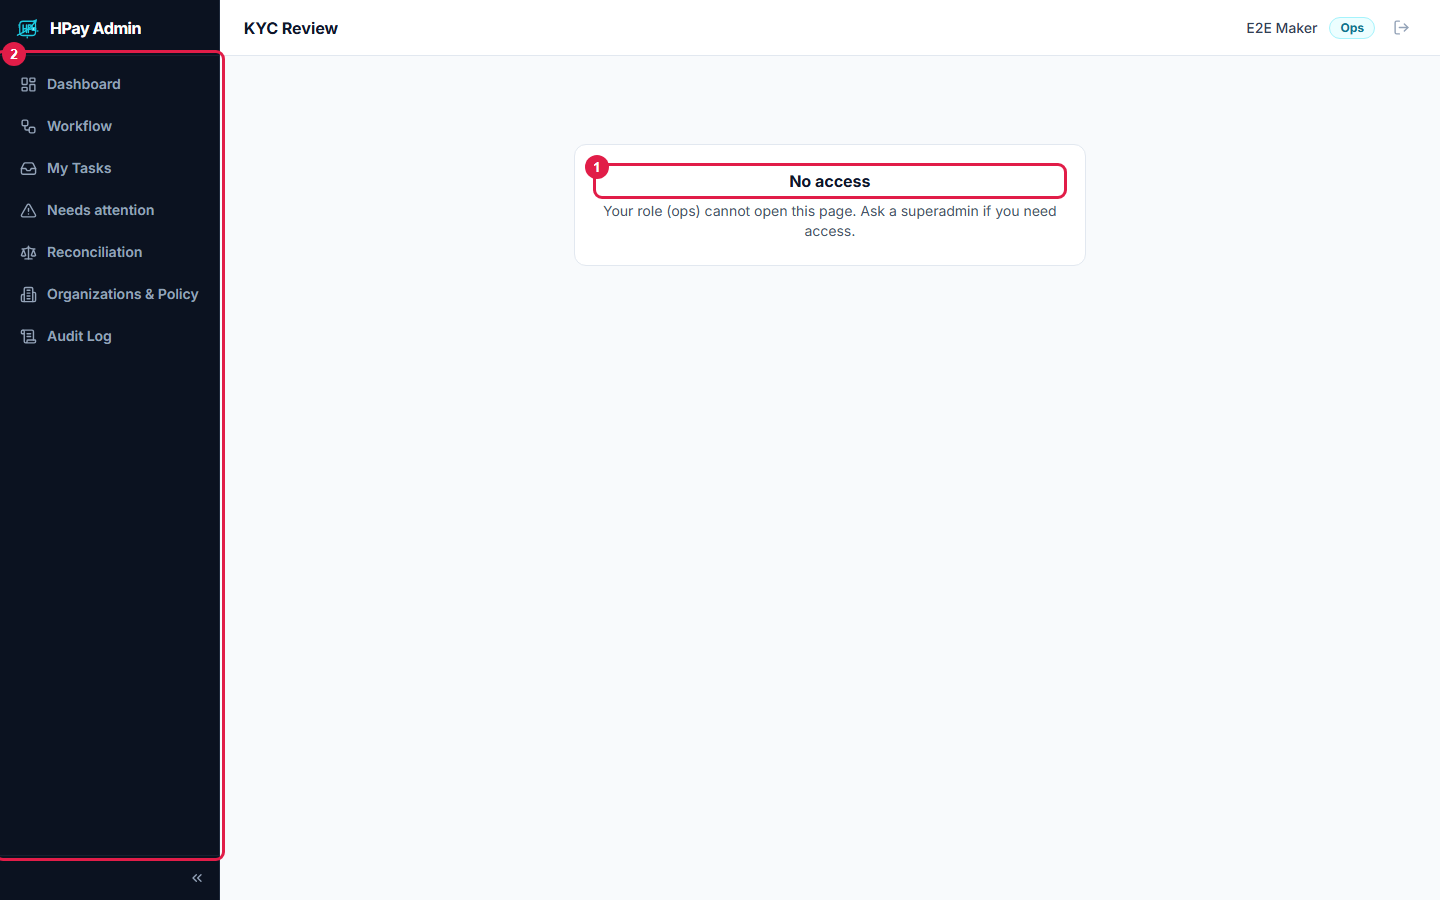 HPay Admin
KYC Review
E2E Maker
Ops
2
Dashboard
Workflow
My Tasks
Needs attention
Reconciliation
Organizations & Policy
Audit Log
1
No access
Your role (ops) cannot open this page. Ask a superadmin if you need
access.